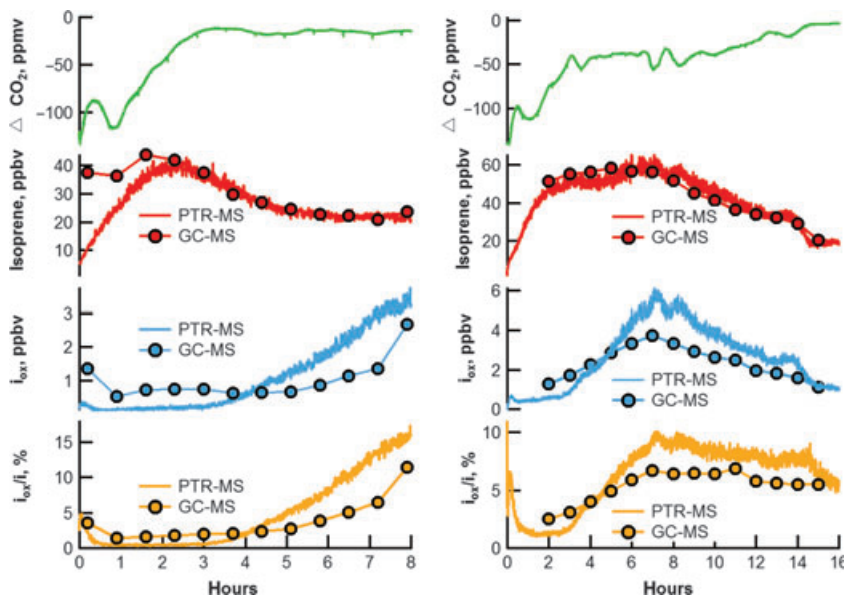 △ CO2, ppmv
0
−50
−100
Isoprene, ppbv
40
30
20
10
PTR-MS
GC-MS
iox, ppbv
3
2
1
PTR-MS
GC-MS
iox/i, %
15
10
5
0
PTR-MS
GC-MS
0 1 2 3 4 5 6 7 8
Hours
△ CO2, ppmv
0
−50
−100
Isoprene, ppbv
60
40
20
PTR-MS
GC-MS
iox, ppbv
6
4
2
0
PTR-MS
GC-MS
iox/i, %
10
5
0
PTR-MS
GC-MS
0 2 4 6 8 10 12 14 16
Hours